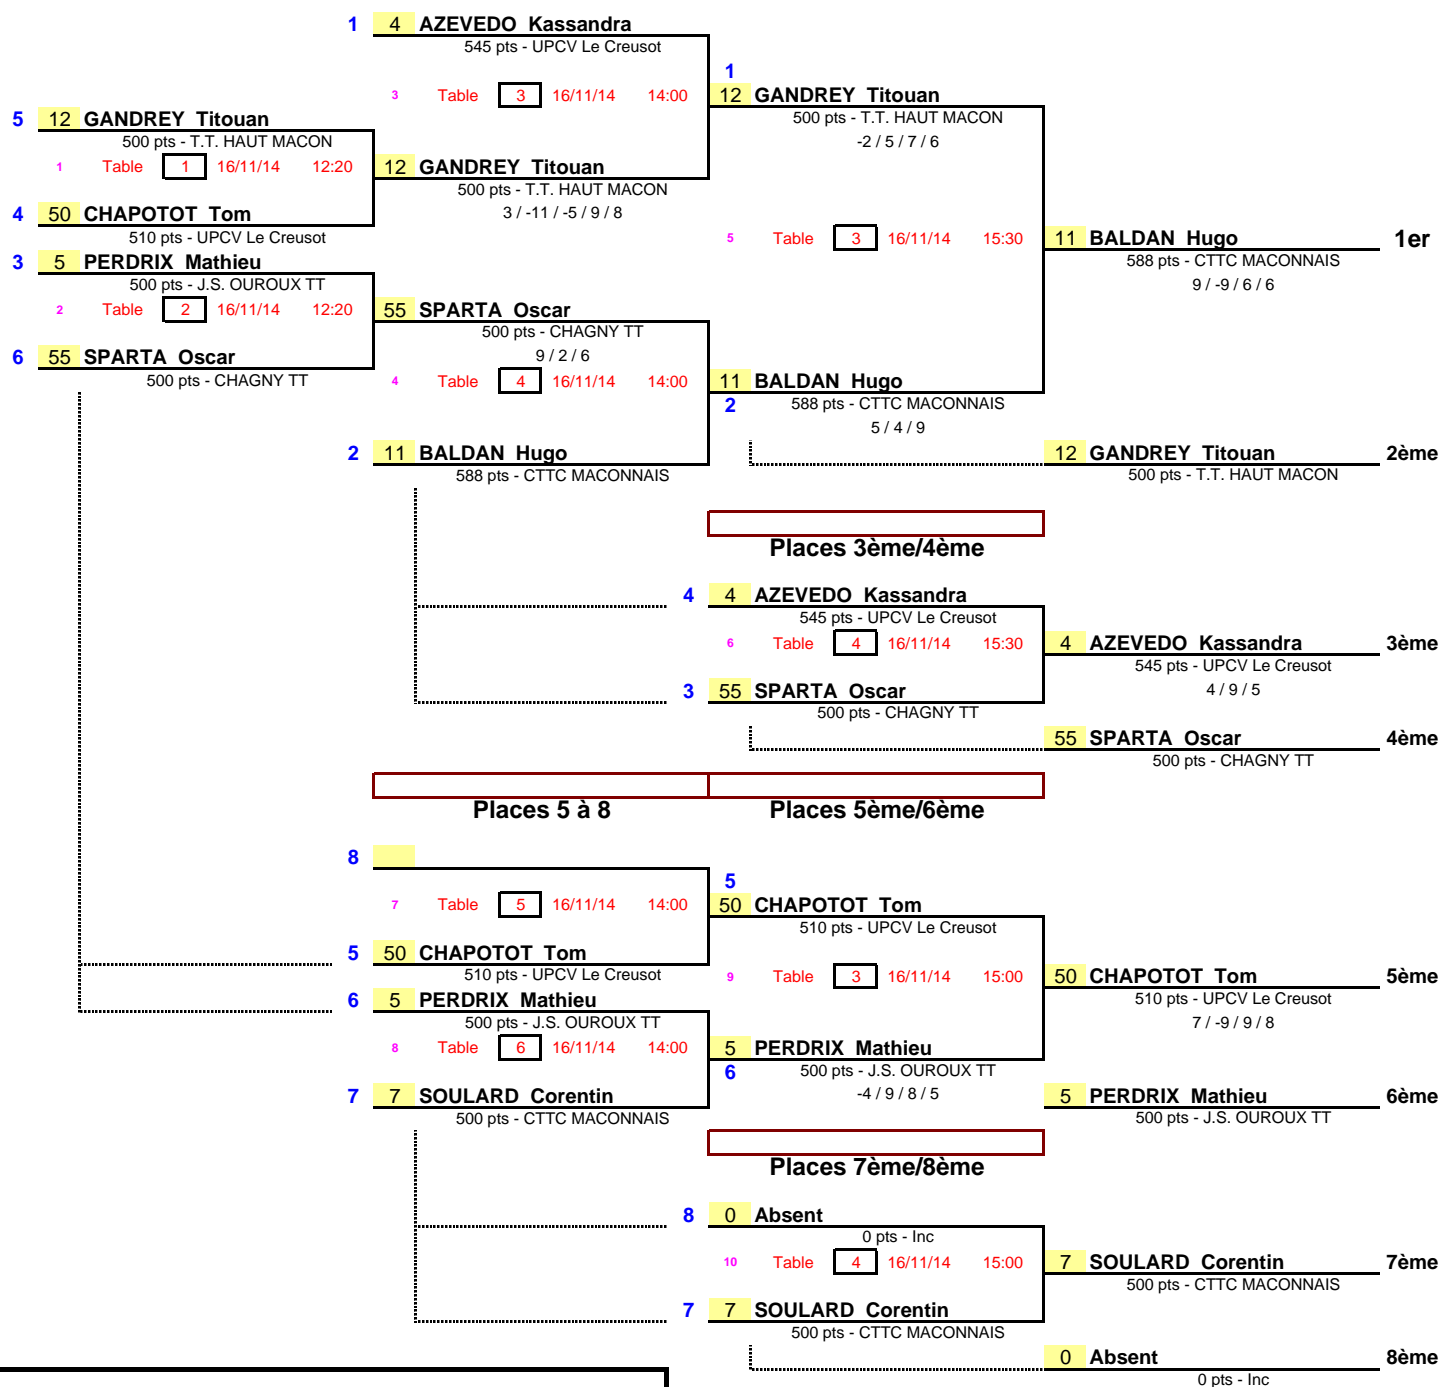 1 4 AZEVEDO Kassandra
545 pts - UPCV Le Creusot
1
3 Table 3 16/11/14 14:00 12 GANDREY Titouan
5 12 GANDREY Titouan 500 pts - T.T. HAUT MACON
500 pts - T.T. HAUT MACON -2 / 5 / 7 / 6
1 Table 1 16/11/14 12:20 12 GANDREY Titouan
500 pts - T.T. HAUT MACON
4 50 CHAPOTOT Tom 3 / -11 / -5 / 9 / 8
510 pts - UPCV Le Creusot 5 Table 3 16/11/14 15:30 11 BALDAN Hugo 1er
3 5 PERDRIX Mathieu 588 pts - CTTC MACONNAIS
500 pts - J.S. OUROUX TT 9 / -9 / 6 / 6
2 Table 2 16/11/14 12:20 55 SPARTA Oscar
500 pts - CHAGNY TT
6 55 SPARTA Oscar 9 / 2 / 6
500 pts - CHAGNY TT 4 Table 4 16/11/14 14:00 11 BALDAN Hugo
2 588 pts - CTTC MACONNAIS
5 / 4 / 9
2 11 BALDAN Hugo 12 GANDREY Titouan 2ème
588 pts - CTTC MACONNAIS 500 pts - T.T. HAUT MACON
Places 3ème/4ème
4 4 AZEVEDO Kassandra
545 pts - UPCV Le Creusot
6 Table 4 16/11/14 15:30 4 AZEVEDO Kassandra 3ème
545 pts - UPCV Le Creusot
3 55 SPARTA Oscar 4 / 9 / 5
500 pts - CHAGNY TT
55 SPARTA Oscar 4ème
500 pts - CHAGNY TT
Places 5 à 8 Places 5ème/6ème
8
5
7 Table 5 16/11/14 14:00 50 CHAPOTOT Tom
510 pts - UPCV Le Creusot
5 50 CHAPOTOT Tom
510 pts - UPCV Le Creusot 9 Table 3 16/11/14 15:00 50 CHAPOTOT Tom 5ème
6 5 PERDRIX Mathieu 510 pts - UPCV Le Creusot
500 pts - J.S. OUROUX TT 7 / -9 / 9 / 8
8 Table 6 16/11/14 14:00 5 PERDRIX Mathieu
6 500 pts - J.S. OUROUX TT
7 7 SOULARD Corentin -4 / 9 / 8 / 5 5 PERDRIX Mathieu 6ème
500 pts - CTTC MACONNAIS 500 pts - J.S. OUROUX TT
Places 7ème/8ème
8 0 Absent
0 pts - Inc
10 Table 4 16/11/14 15:00 7 SOULARD Corentin 7ème
500 pts - CTTC MACONNAIS
7 7 SOULARD Corentin
500 pts - CTTC MACONNAIS
0 Absent 8ème
0 pts - Inc